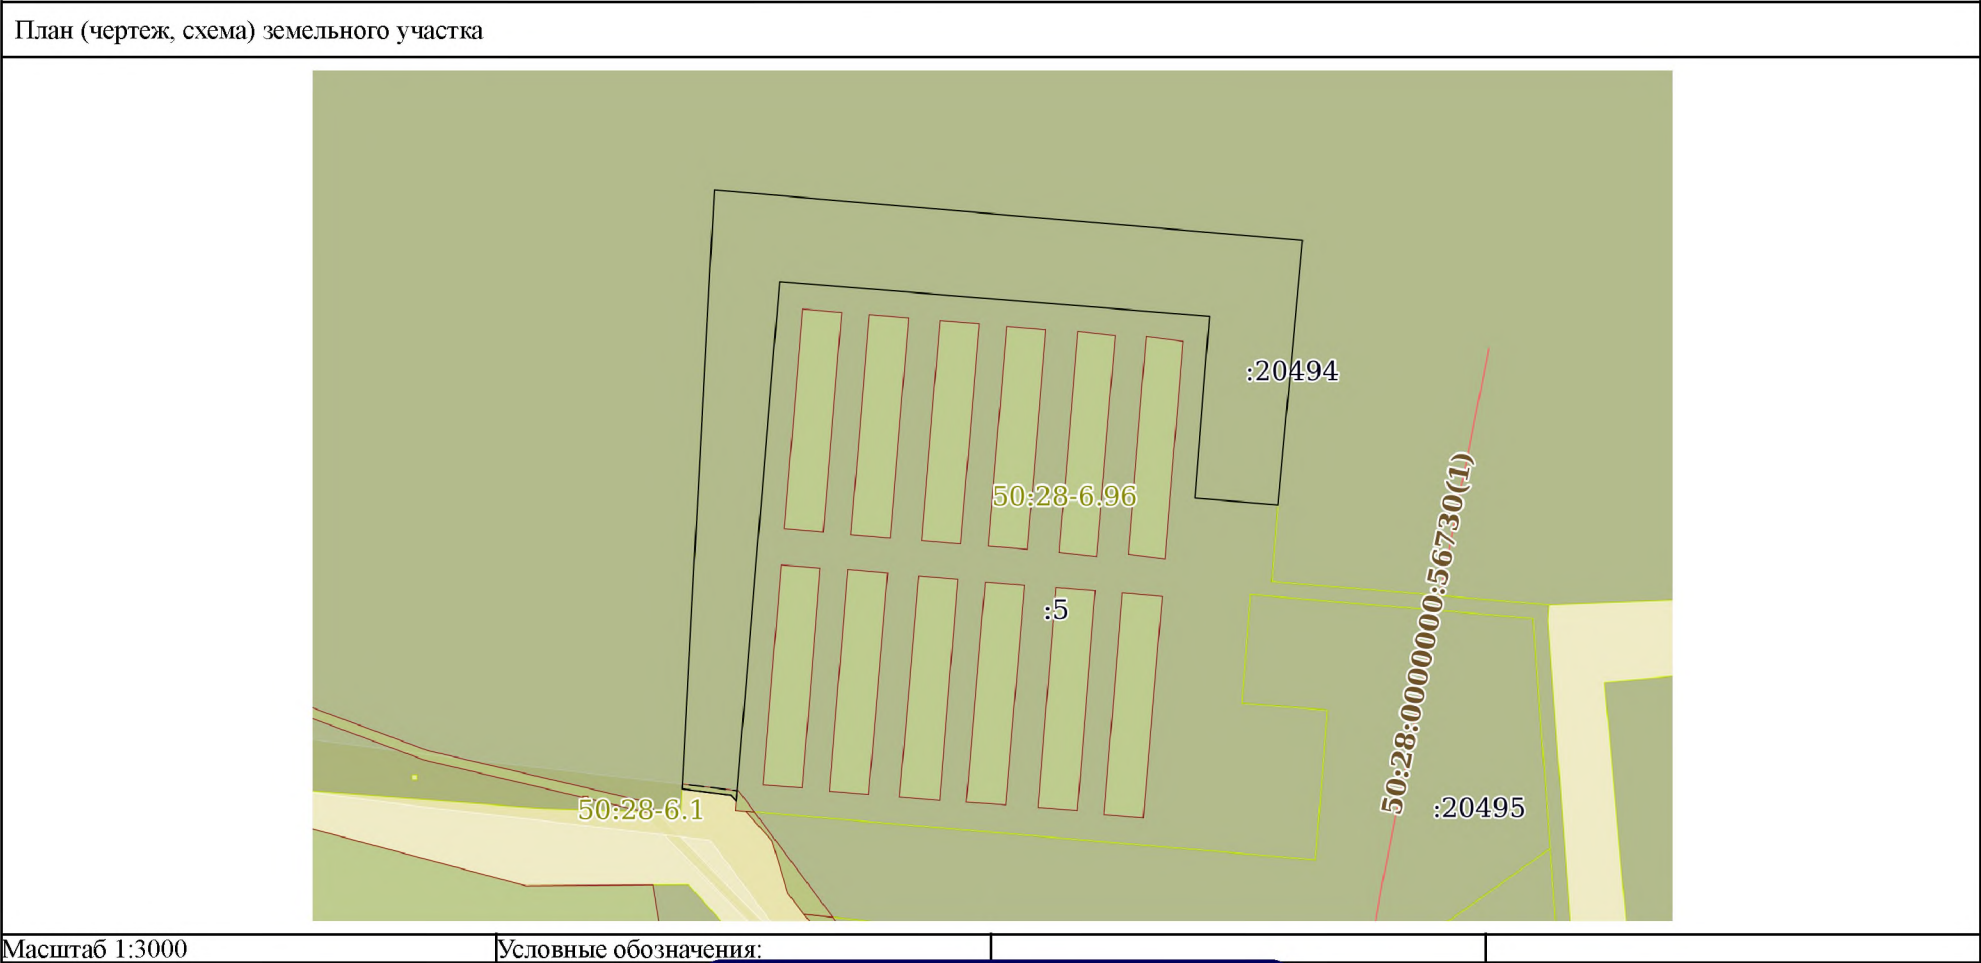 План (чертеж, схема) земельного участка
:20494
50:28-6.96
50:28:0000000:56730(1)
:5
50:28-6.1
:20495
Масштаб 1:3000
Условные обозначения: